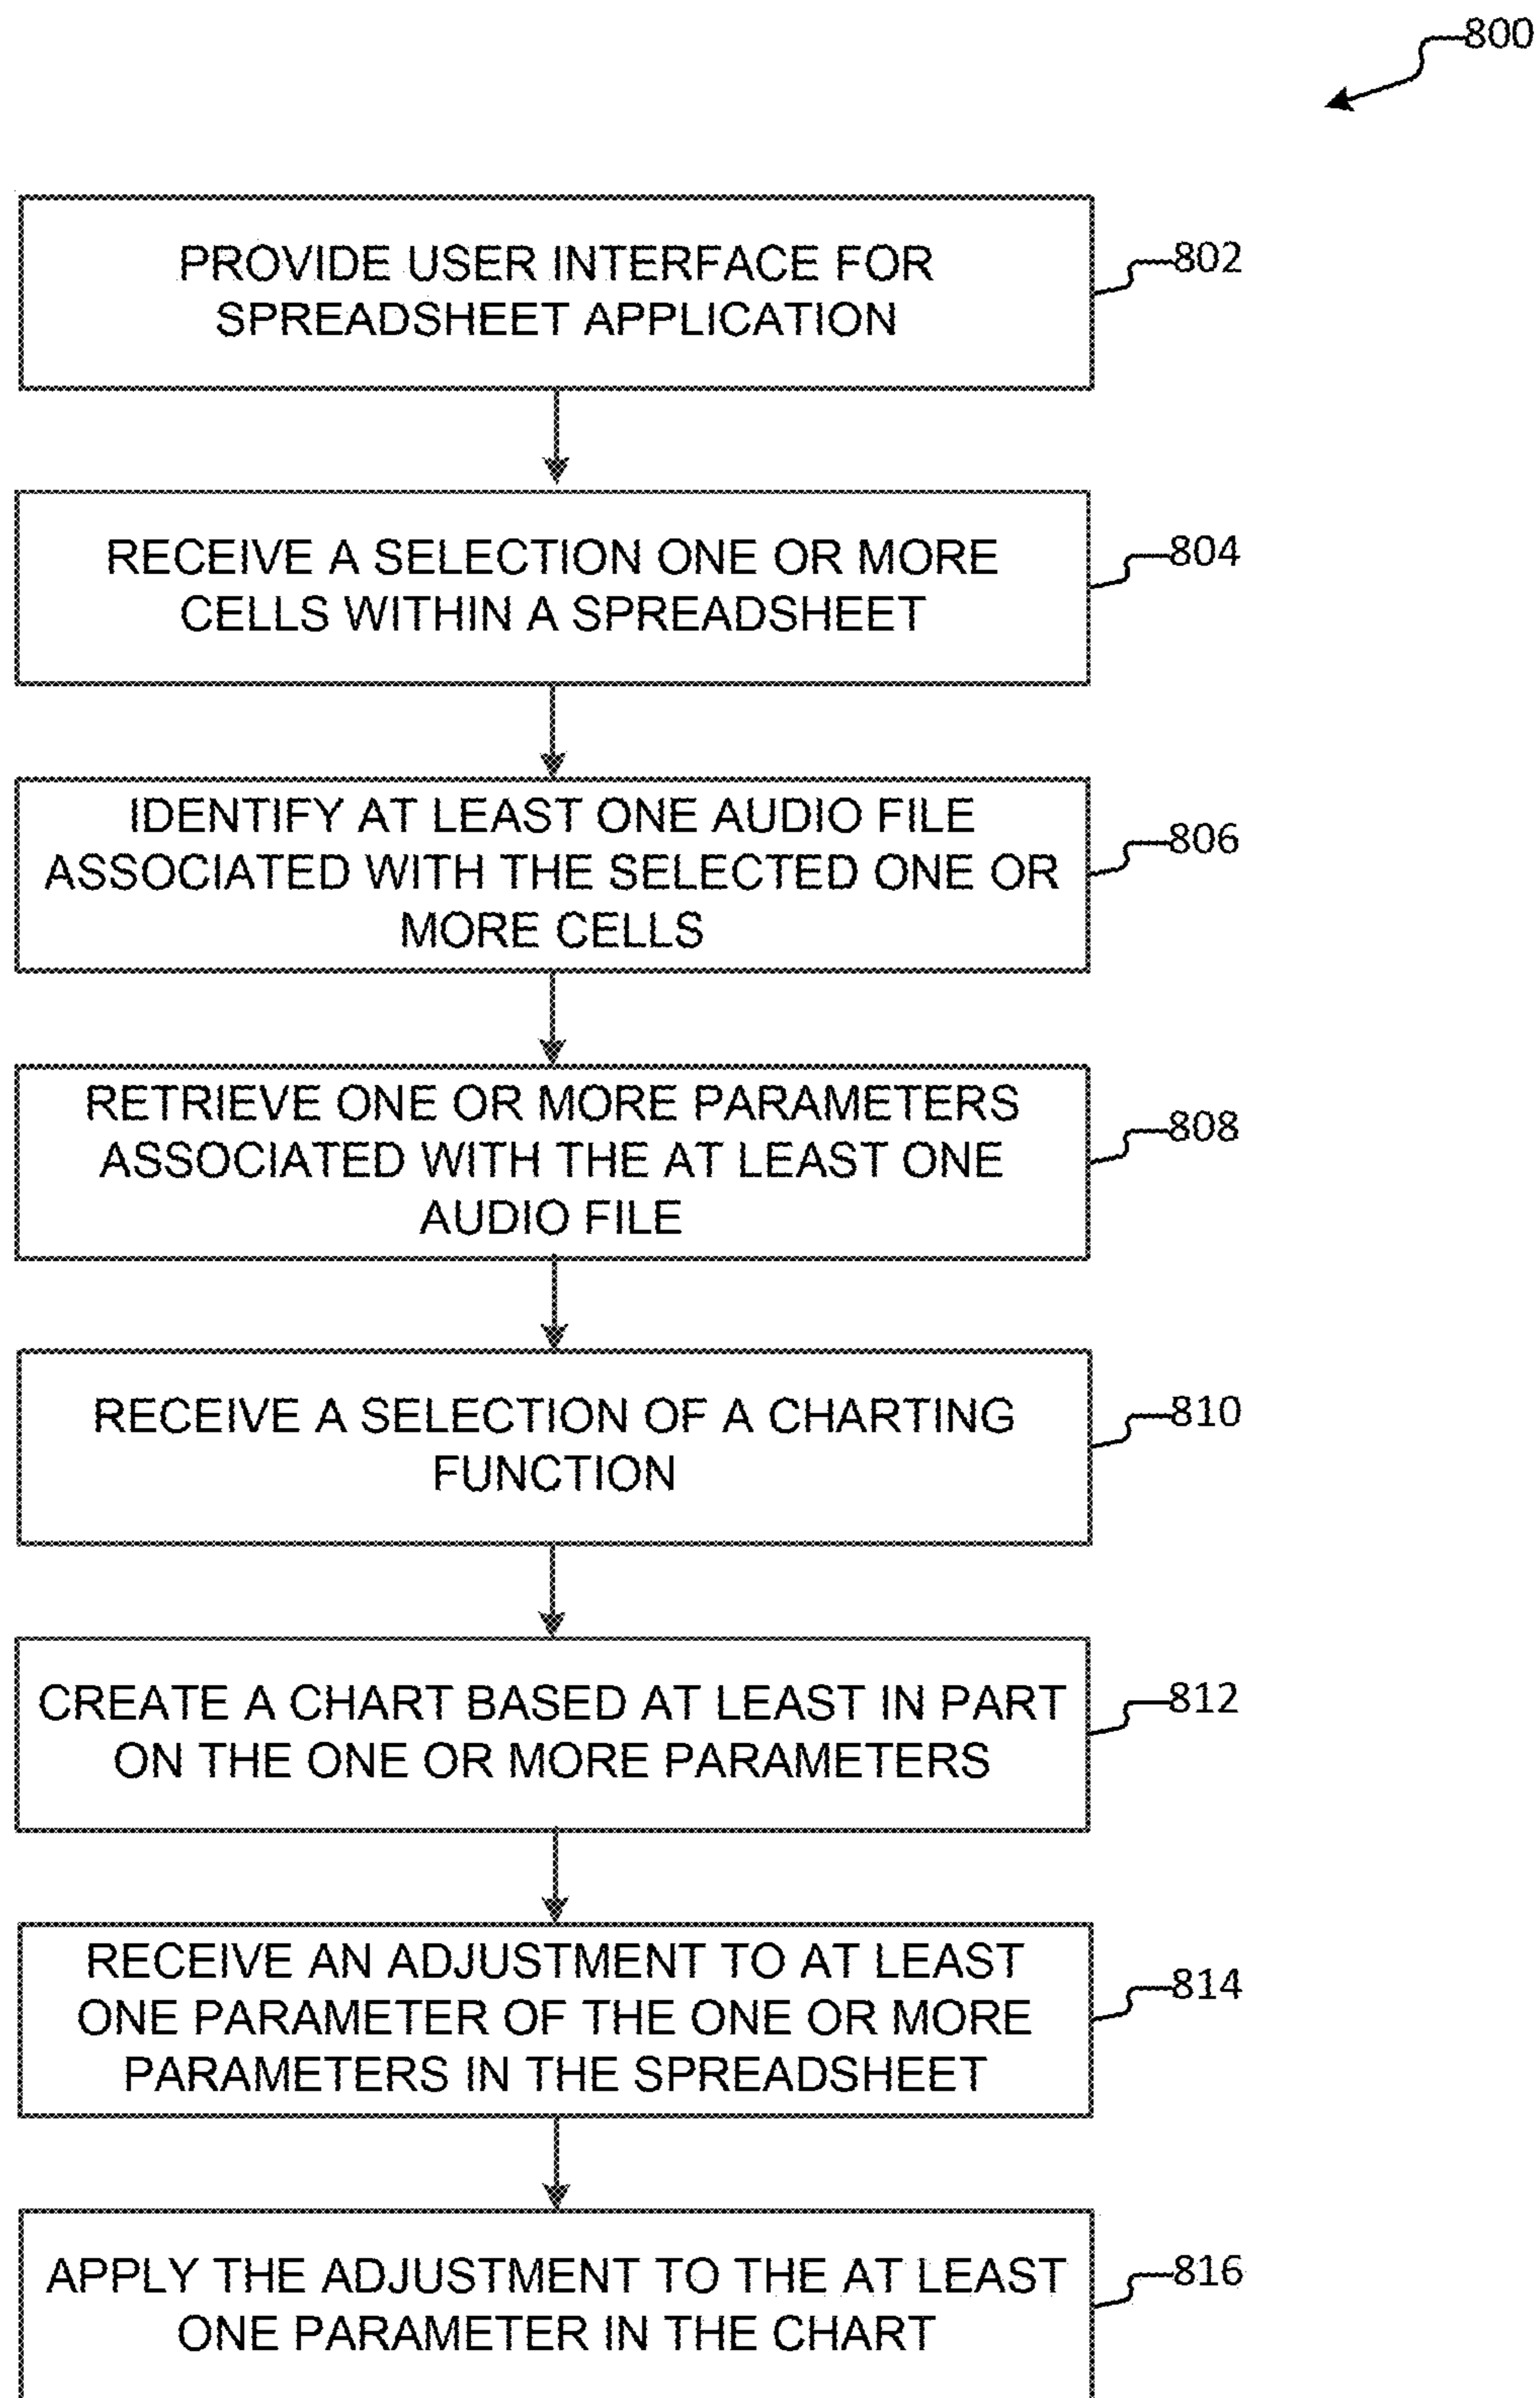 800
PROVIDE USER INTERFACE FOR
SPREADSHEET APPLICATION
802
RECEIVE A SELECTION ONE OR MORE
CELLS WITHIN A SPREADSHEET
804
IDENTIFY AT LEAST ONE AUDIO FILE
ASSOCIATED WITH THE SELECTED ONE OR
MORE CELLS
806
RETRIEVE ONE OR MORE PARAMETERS
ASSOCIATED WITH THE AT LEAST ONE
AUDIO FILE
808
RECEIVE A SELECTION OF A CHARTING
FUNCTION
810
CREATE A CHART BASED AT LEAST IN PART
ON THE ONE OR MORE PARAMETERS
812
RECEIVE AN ADJUSTMENT TO AT LEAST
ONE PARAMETER OF THE ONE OR MORE
PARAMETERS IN THE SPREADSHEET
814
APPLY THE ADJUSTMENT TO THE AT LEAST
ONE PARAMETER IN THE CHART
816